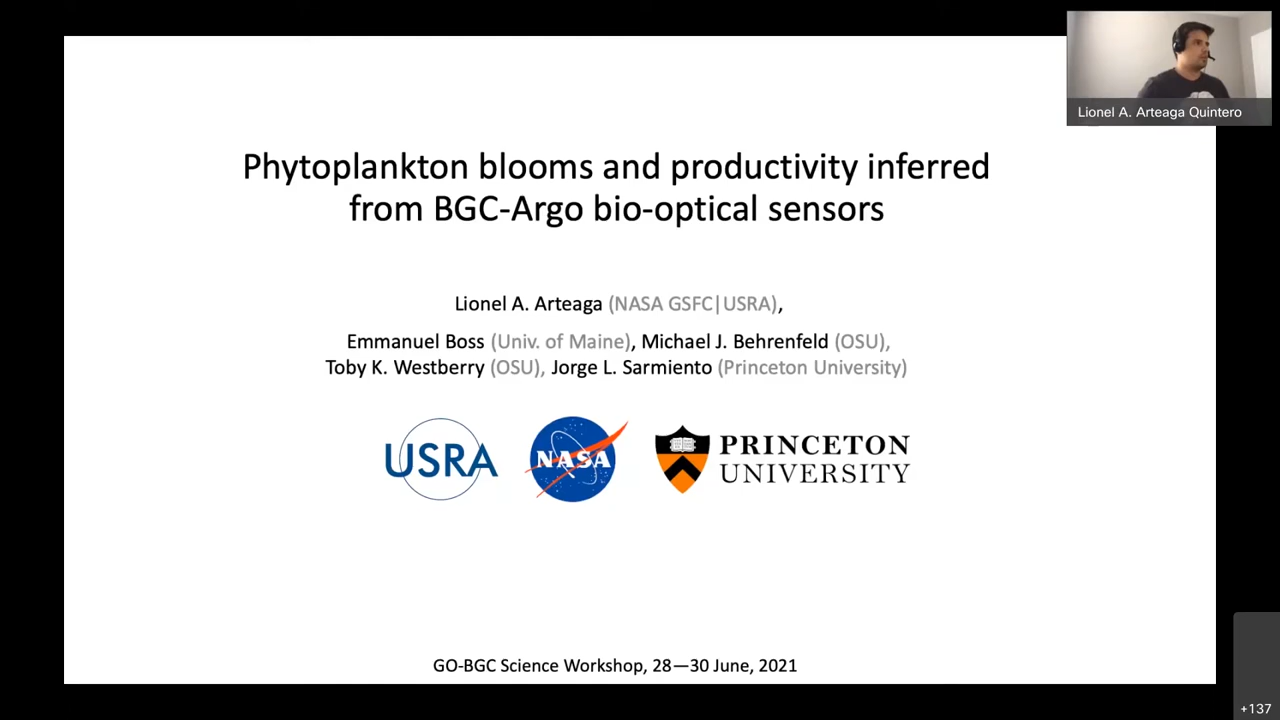 Lionel A. Arteaga Quintero
Phytoplankton blooms and productivity inferred
from BGC-Argo bio-optical sensors
Lionel A. Arteaga (NASA GSFC|USRA),
Emmanuel Boss (Univ. of Maine), Michael J. Behrenfeld (OSU),
Toby K. Westberry (OSU), Jorge L. Sarmiento (Princeton University)
USRA
NASA
PRINCETON
UNIVERSITY
GO-BGC Science Workshop, 28—30 June, 2021
+137